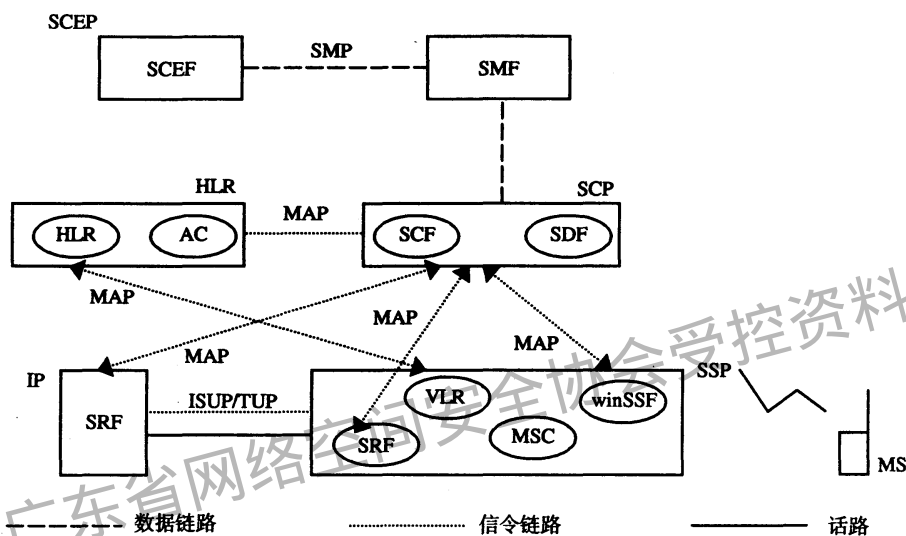 SCEP
SMP
SCEF
SMF
HLR
SCP
MAP
HLR
AC
SCF
SDF
MAP
MAP
MAP
MAP
IP
SSP
VLR
winSSF
ISUP/TUP
SRF
MSC
SRF
MS
广东省网络空间安全协会受控资料
数据链路
信令链路
话路